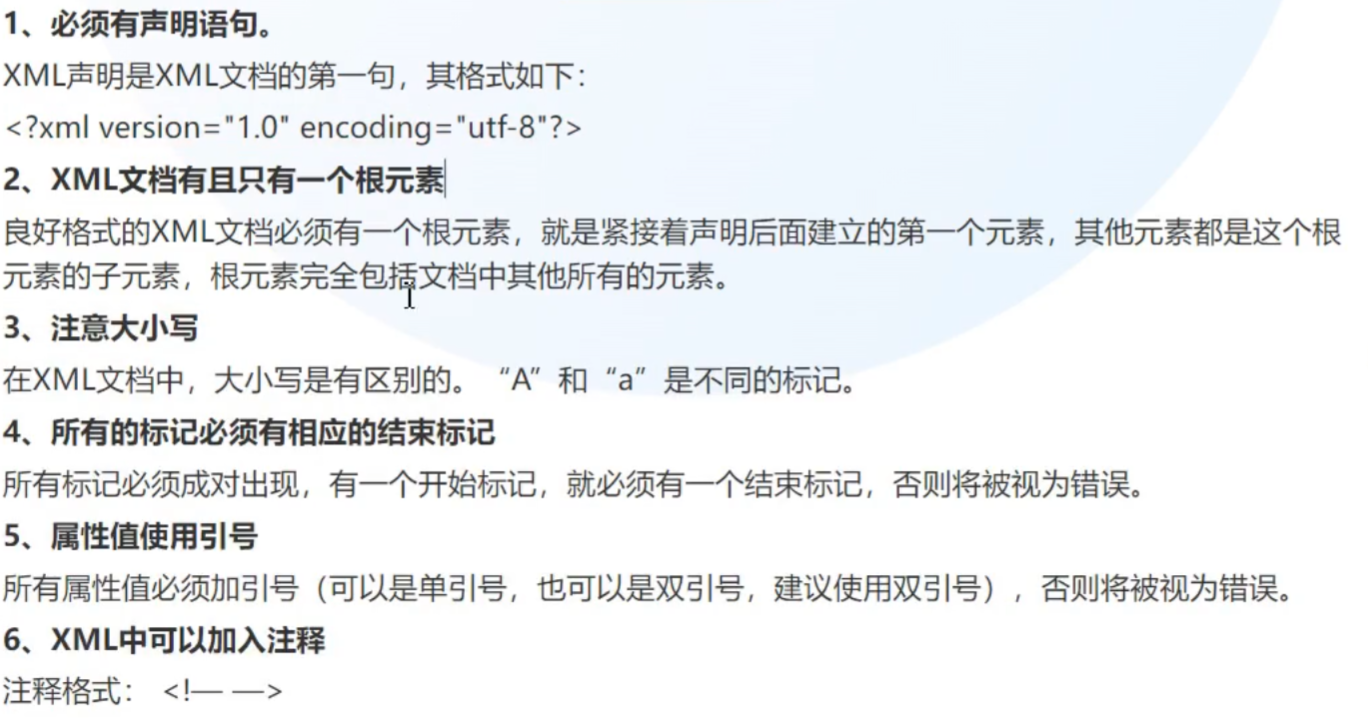 1、必须有声明语句。
XML声明是XML文档的第一句，其格式如下：
<?xml version="1.0" encoding="utf-8"?>
2、XML文档有且只有一个根元素
良好格式的XML文档必须有一个根元素，就是紧接着声明后面建立的第一个元素，其他元素都是这个根
元素的子元素，根元素完全包括文档中其他所有的元素。
3、注意大小写
在XML文档中，大小写是有区别的。“A”和“a”是不同的标记。
4、所有的标记必须有相应的结束标记
所有标记必须成对出现，有一个开始标记，就必须有一个结束标记，否则将被视为错误。
5、属性值使用引号
所有属性值必须加引号（可以是单引号，也可以是双引号，建议使用双引号），否则将被视为错误。
6、XML中可以加入注释
注释格式： <!— —>